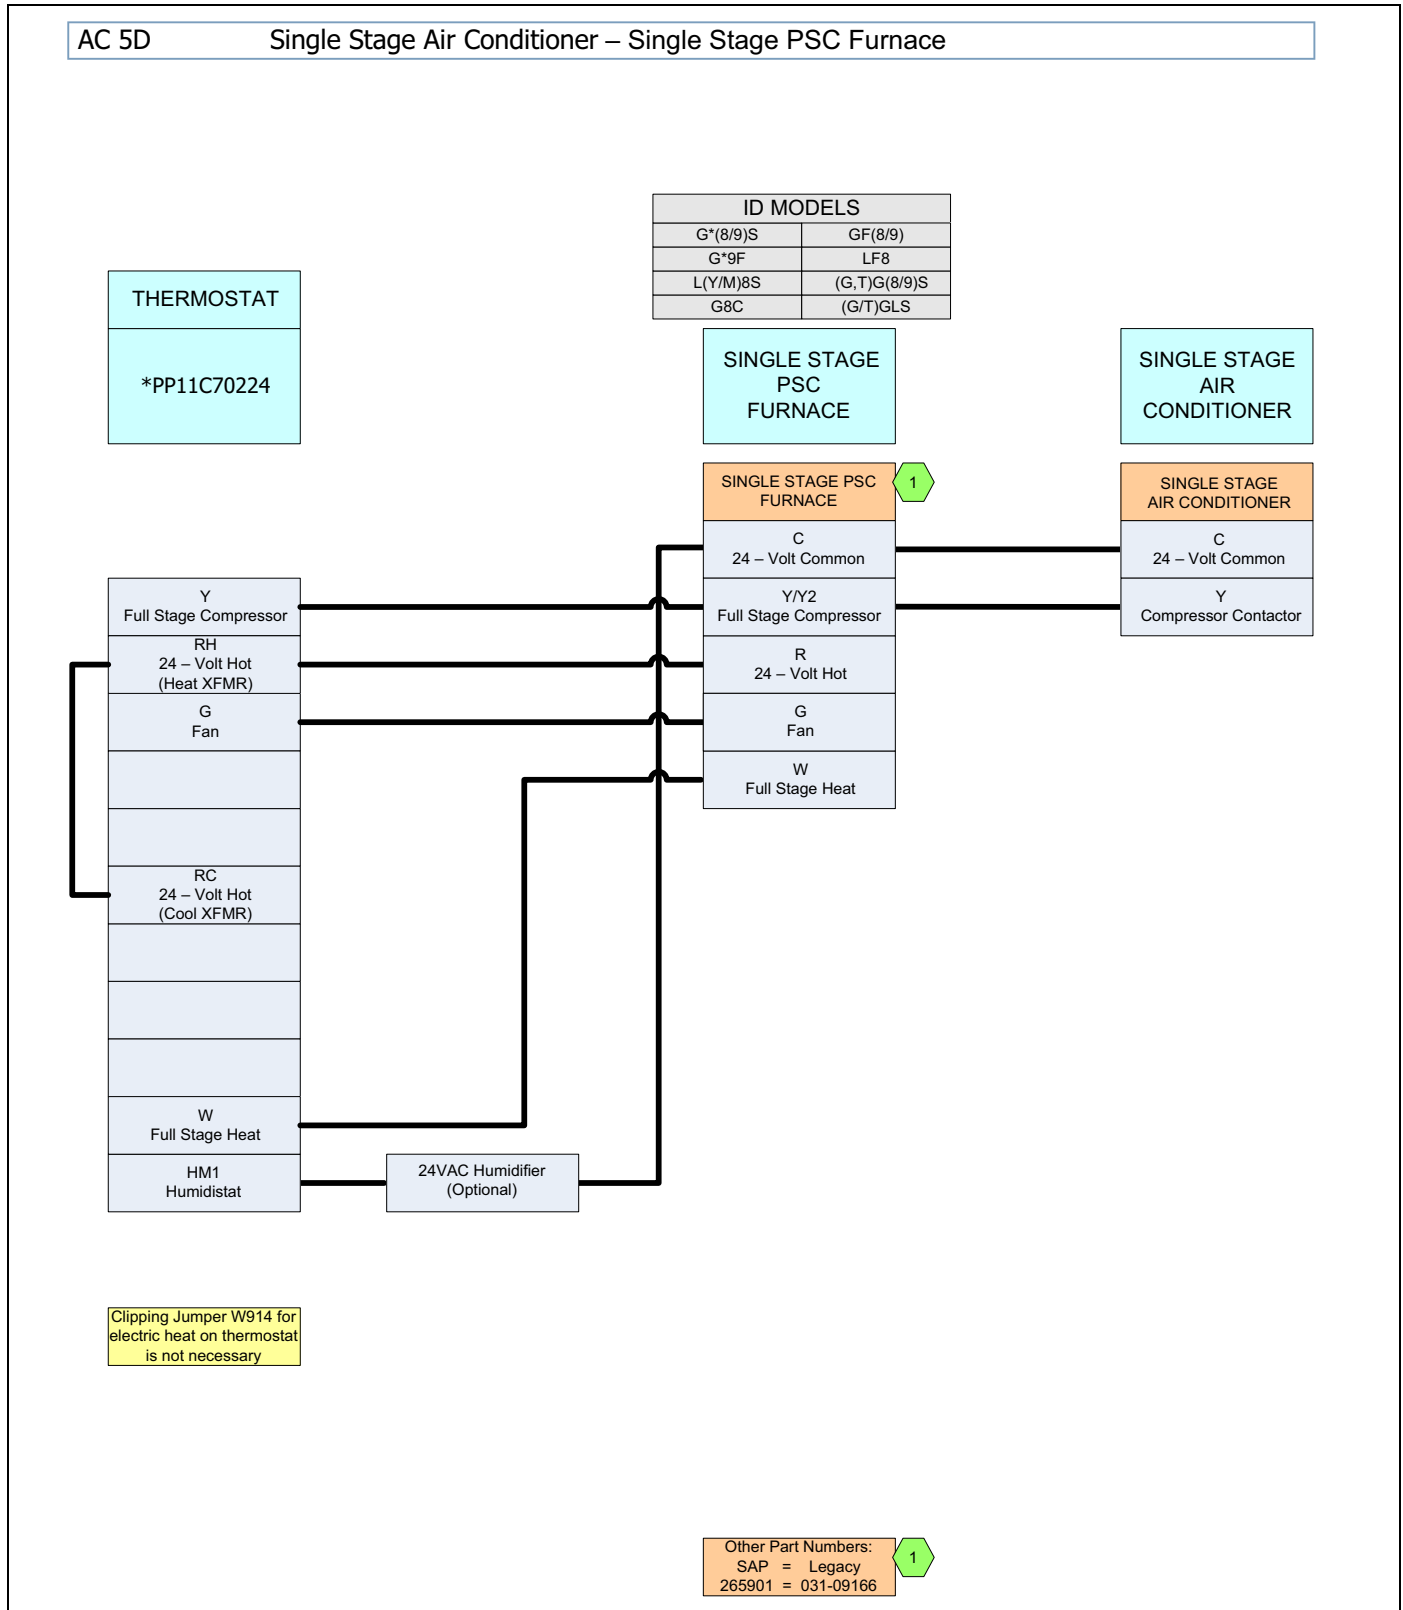 AC 5D Single Stage Air Conditioner – Single Stage PSC Furnace
ID MODELS
G*(8/9)S GF(8/9)
G*9F LF8
L(Y/M)8S (G,T)G(8/9)S
G8C (G/T)GLS
THERMOSTAT
*PP11C70224
SINGLE STAGE
PSC
FURNACE
SINGLE STAGE
AIR
CONDITIONER
SINGLE STAGE PSC
FURNACE
1
SINGLE STAGE
AIR CONDITIONER
C
24 – Volt Common
C
24 – Volt Common
Y
Full Stage Compressor
Y/Y2
Full Stage Compressor
Y
Compressor Contactor
RH
24 – Volt Hot
(Heat XFMR)
R
24 – Volt Hot
G
Fan
G
Fan
W
Full Stage Heat
RC
24 – Volt Hot
(Cool XFMR)
W
Full Stage Heat
HM1
Humidistat
24VAC Humidifier
(Optional)
Clipping Jumper W914 for
electric heat on thermostat
is not necessary
Other Part Numbers:
SAP = Legacy
265901 = 031-09166
1